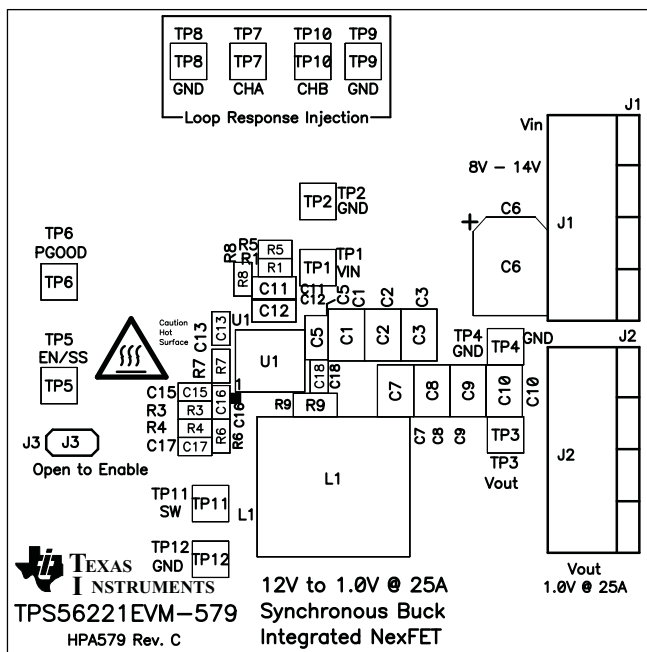 TP8 TP7 TP10 TP9
TP8 TP7 TP10 TP9
GND CHA CHB GND
Loop Response Injection
J1
Vin
8V – 14V
C6
+
J1
C6
TP2
TP2
GND
TP6
PGOOD
TP6
R8
R5
R5
R1
R1
R8
TP1
TP1
VIN
C11
C11
C12
C12
C5
C1
C2
C3
TP5
EN/SS
TP5
Caution
Hot
Surface
C13
C13
U1
U1
C5
C1
C2
C3
TP4
GND
TP4
GND
J2
R7
R7
C18
C18
1
C15
C15
C16
C16
R3
R3
R4
R4
R6
R6
C17
C17
R9
R9
C7
C8
C9
C10
C10
J3
J3
Open to Enable
C7
C8
C9
TP3
TP3
Vout
J2
L1
L1
TP11
SW
TP11
TP12
GND
TP12
TEXAS
INSTRUMENTS
TPS56221EVM–579
HPA579 Rev. C
12V to 1.0V @ 25A
Synchronous Buck
Integrated NexFET
Vout
1.0V @ 25A